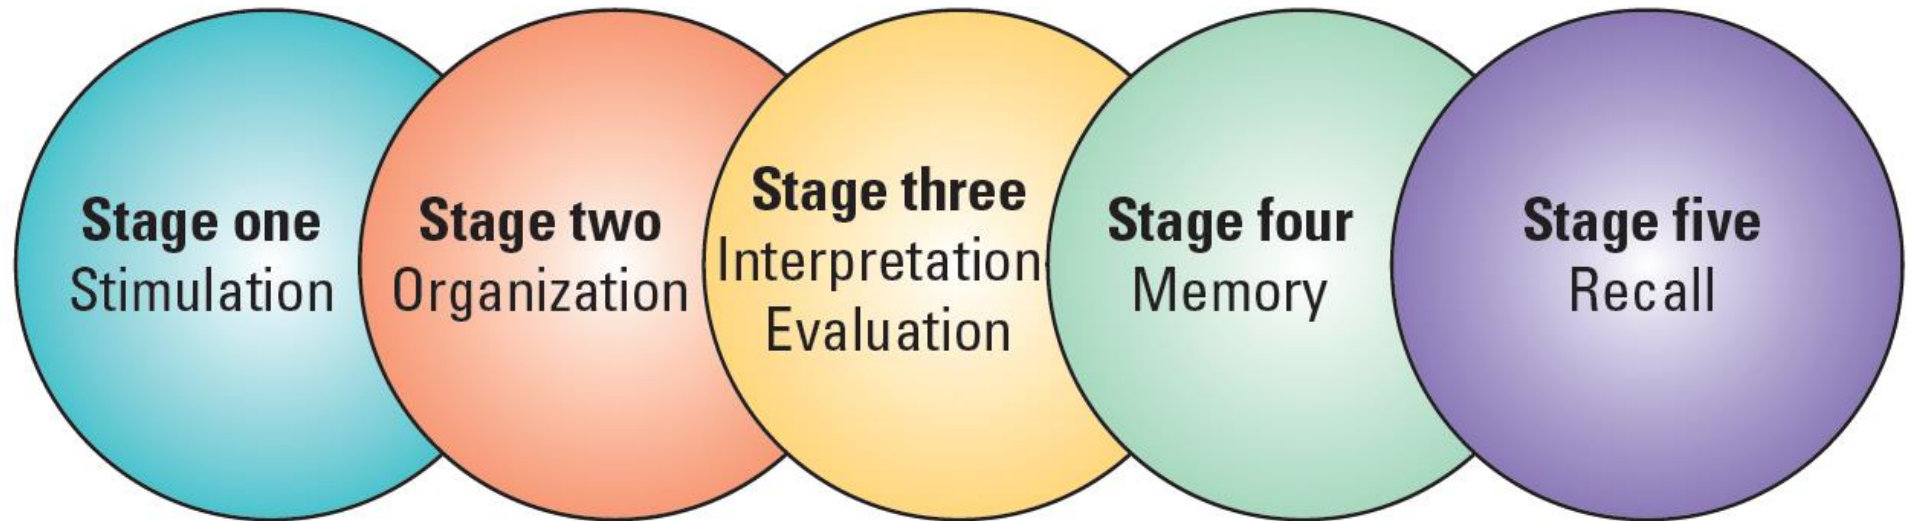 Stage one
Stimulation
Stage two
Organization
Stage three
Interpretation-
Evaluation
Stage four
Memory
Stage five
Recall